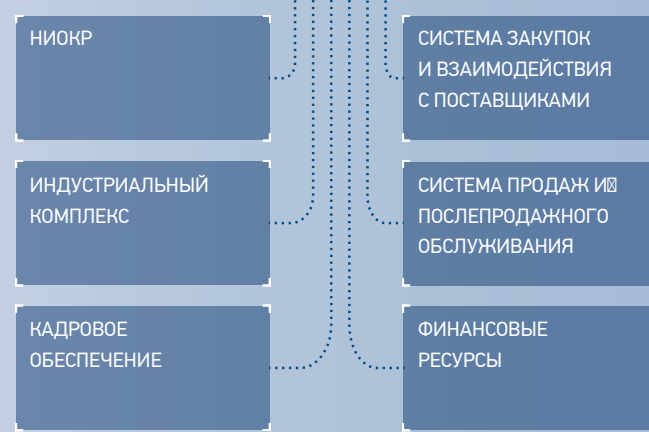 НИОКР
СИСТЕМА ЗАКУПОК
И ВЗАИМОДЕЙСТВИЯ
С ПОСТАВЩИКАМИ
ИНДУСТРИАЛЬНЫЙ
КОМПЛЕКС
СИСТЕМА ПРОДАЖ И
ПОСЛЕПРОДАЖНОГО
ОБСЛУЖИВАНИЯ
КАДРОВОЕ
ОБЕСПЕЧЕНИЕ
ФИНАНСОВЫЕ
РЕСУРСЫ